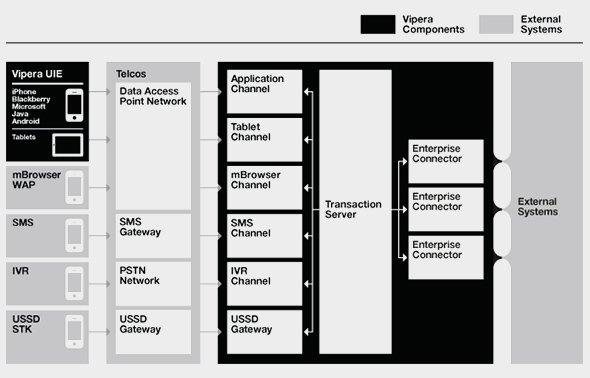 Vipera
Components
External
Systems
Vipera UIE
iPhone
Blackberry
Microsoft
Java
Android
Tablets
mBrowser
WAP
SMS
IVR
USSD
STK
Telcos
Data Access
Point Network
SMS
Gateway
PSTN
Network
USSD
Gateway
Application
Channel
Tablet
Channel
mBrowser
Channel
SMS
Channel
IVR
Channel
USSD
Gateway
Transaction
Server
Enterprise
Connector
Enterprise
Connector
Enterprise
Connector
External
Systems